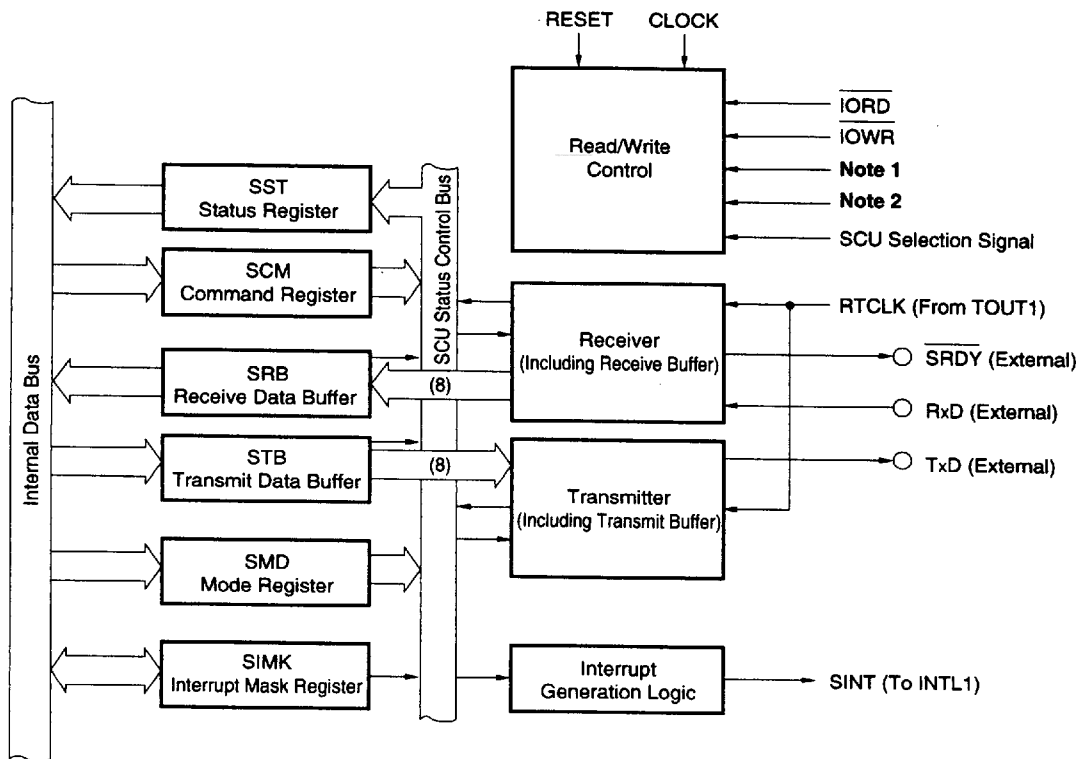 RESET CLOCK
Read/Write
Control
IORD
IOWR
Note 1
Note 2
SCU Selection Signal
Internal Data Bus
SST
Status Register
SCM
Command Register
SRB
Receive Data Buffer
STB
Transmit Data Buffer
SMD
Mode Register
SIMK
Interrupt Mask Register
SCU Status Control Bus
(8)
(8)
Receiver
(Including Receive Buffer)
Transmitter
(Including Transmit Buffer)
Interrupt
Generation Logic
RTCLK (From TOUT1)
SRDY (External)
RxD (External)
TxD (External)
SINT (To INTL1)